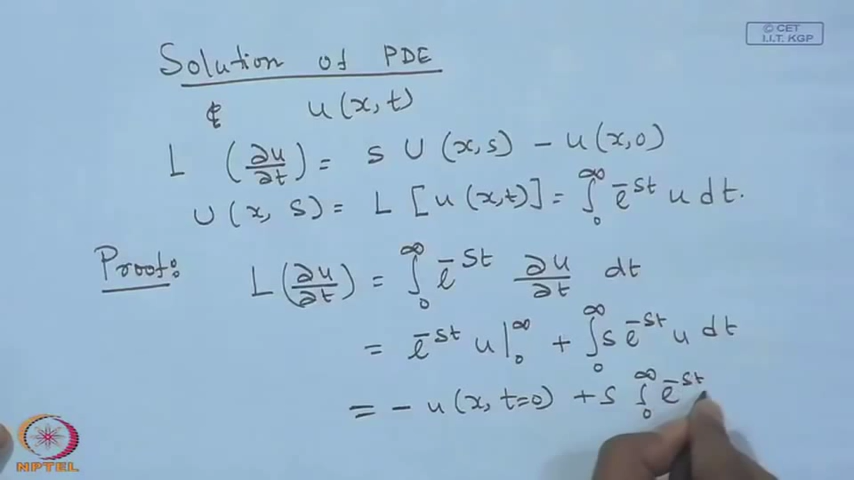 © CET
I.I.T. KGP
Solution of PDE
u(x,t)
L (∂u/∂t) = s U (x,s) - u(x,0)
U (x, s) = L [u(x,t)] = ∫₀^∞ e^-st u dt.
Proof: L(∂u/∂t) = ∫₀^∞ e^-st ∂u/∂t dt
= e^-st u|₀^∞ + ∫₀^∞ s e^-st u dt
= - u(x, t=0) + s ∫₀^∞ e^-st
NPTEL